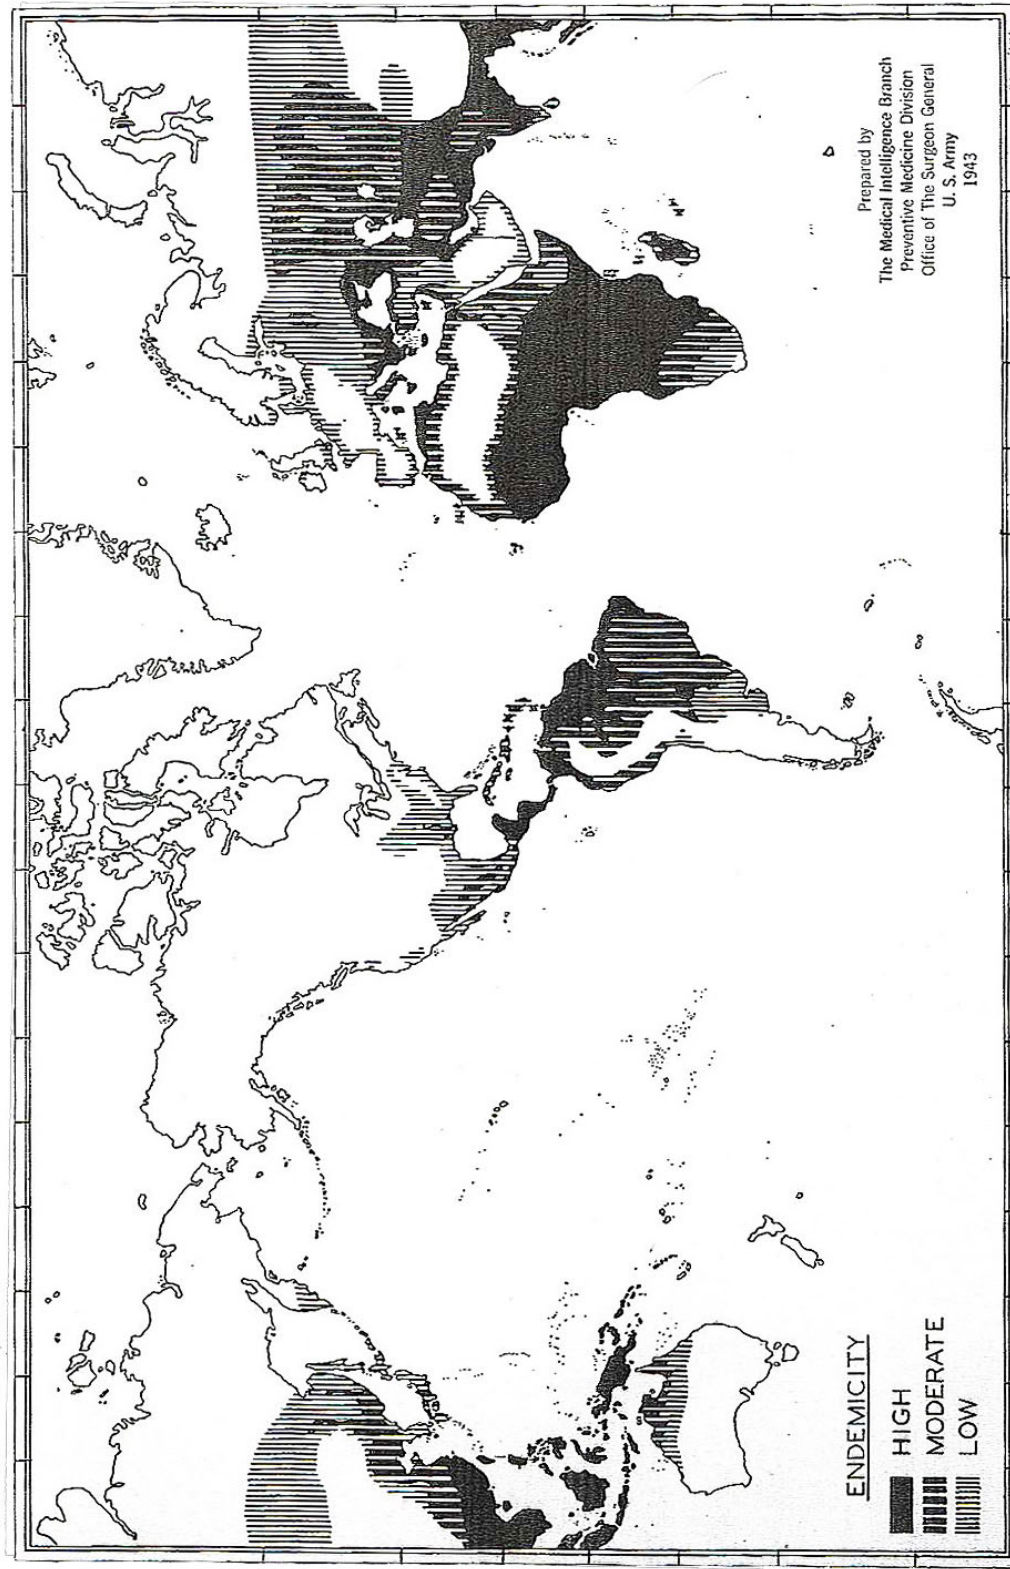 Prepared by
The Medical Intelligence Branch
Preventive Medicine Division
Office of The Surgeon General
U. S. Army
1943
ENDEMICITY
HIGH
MODERATE
LOW